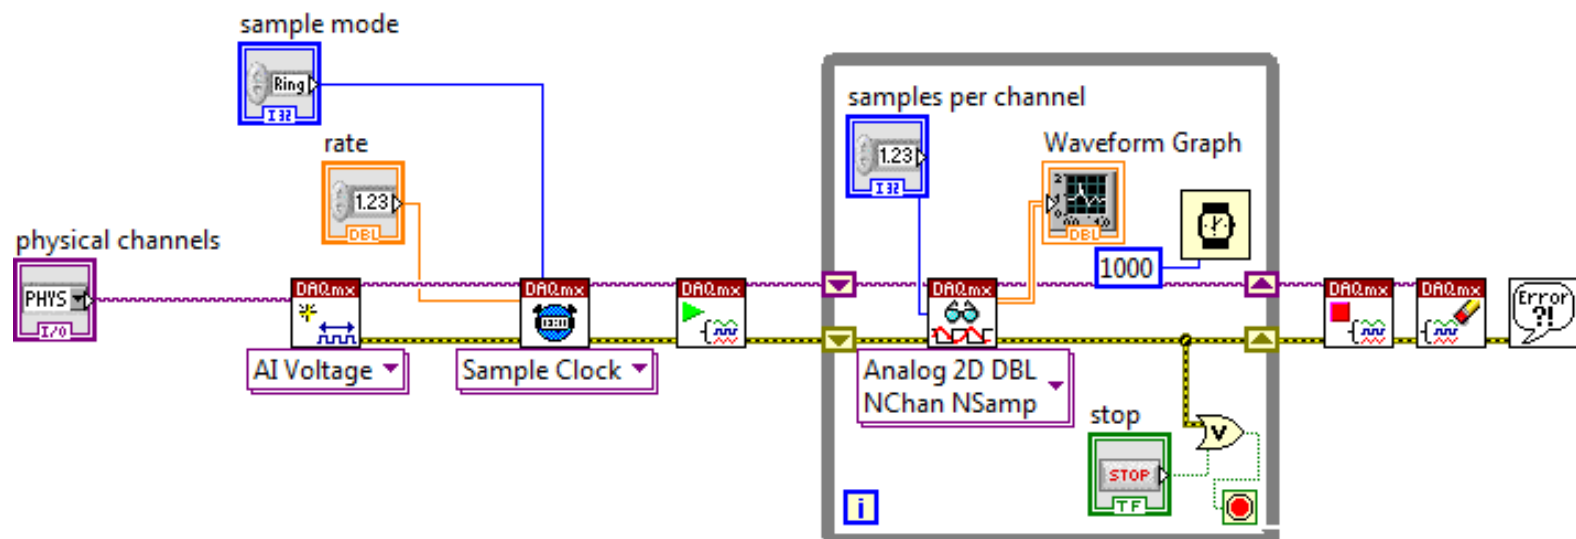 sample mode
Ring
I32
rate
1.23
DBL
physical channels
PHYS
I/O
DAQmx
AI Voltage
DAQmx
Sample Clock
DAQmx
samples per channel
1.23
I32
Waveform Graph
DBL
1000
DAQmx
Analog 2D DBL
NChan NSamp
stop
STOP
TF
V
i
DAQmx
DAQmx
Error
?!